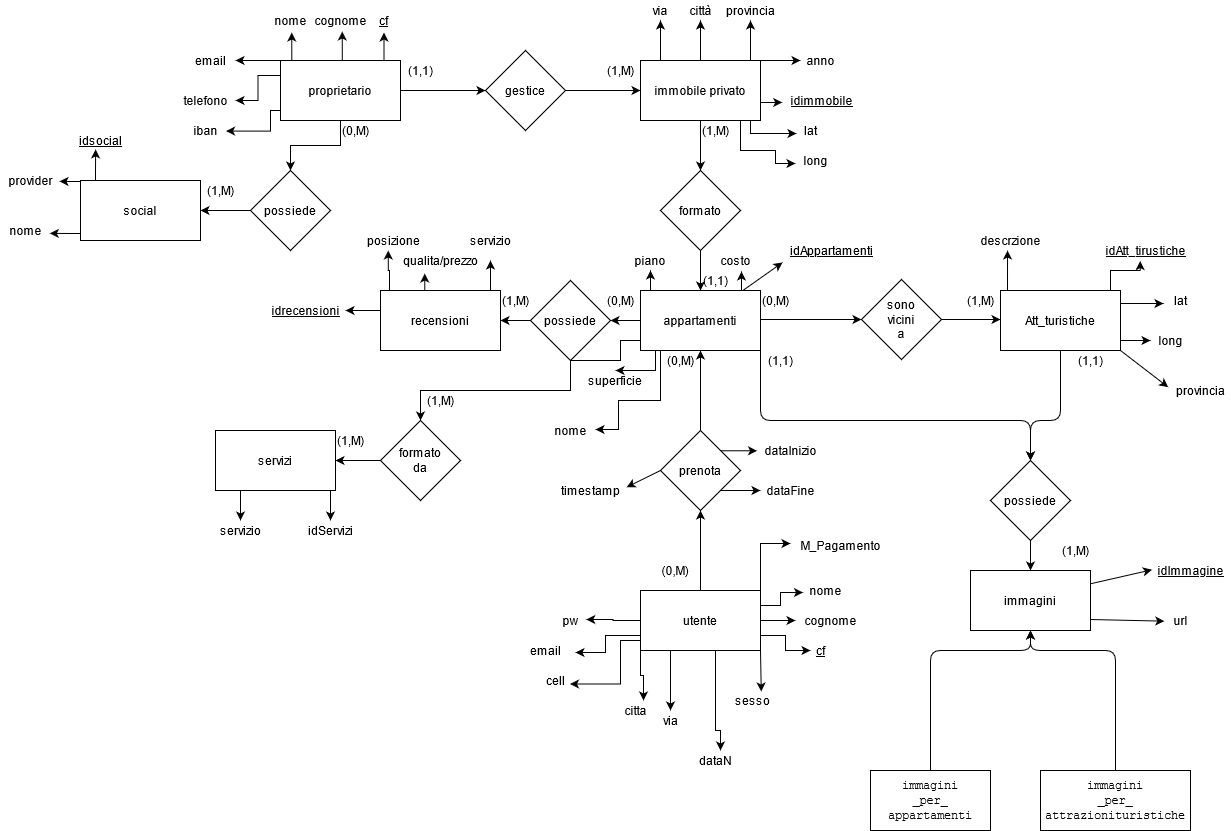 via
città
provincia
nome
cognome
cf
email
(1,1)
(1,M)
anno
proprietario
gestice
immobile privato
telefono
idimmobile
iban
(0,M)
(1,M)
lat
idsocial
long
provider
(1,M)
social
possiede
formato
nome
posizione
servizio
descrzione
qualita/prezzo
piano
costo
idAppartamenti
idAtt_tirustiche
(1,1)
idrecensioni
(1,M)
(0,M)
(0,M)
(1,M)
lat
recensioni
possiede
appartamenti
sono
vicini
a
Att_turistiche
long
(0,M)
(1,1)
(1,1)
superficie
provincia
(1,M)
nome
(1,M)
servizi
formato
da
dataInizio
prenota
timestamp
dataFine
possiede
servizio
idServizi
M_Pagamento
(1,M)
(0,M)
idImmagine
nome
immagini
pw
utente
cognome
url
email
cf
cell
citta
via
sesso
dataN
immagini
_per_
appartamenti
immagini
_per_
attrazionituristiche